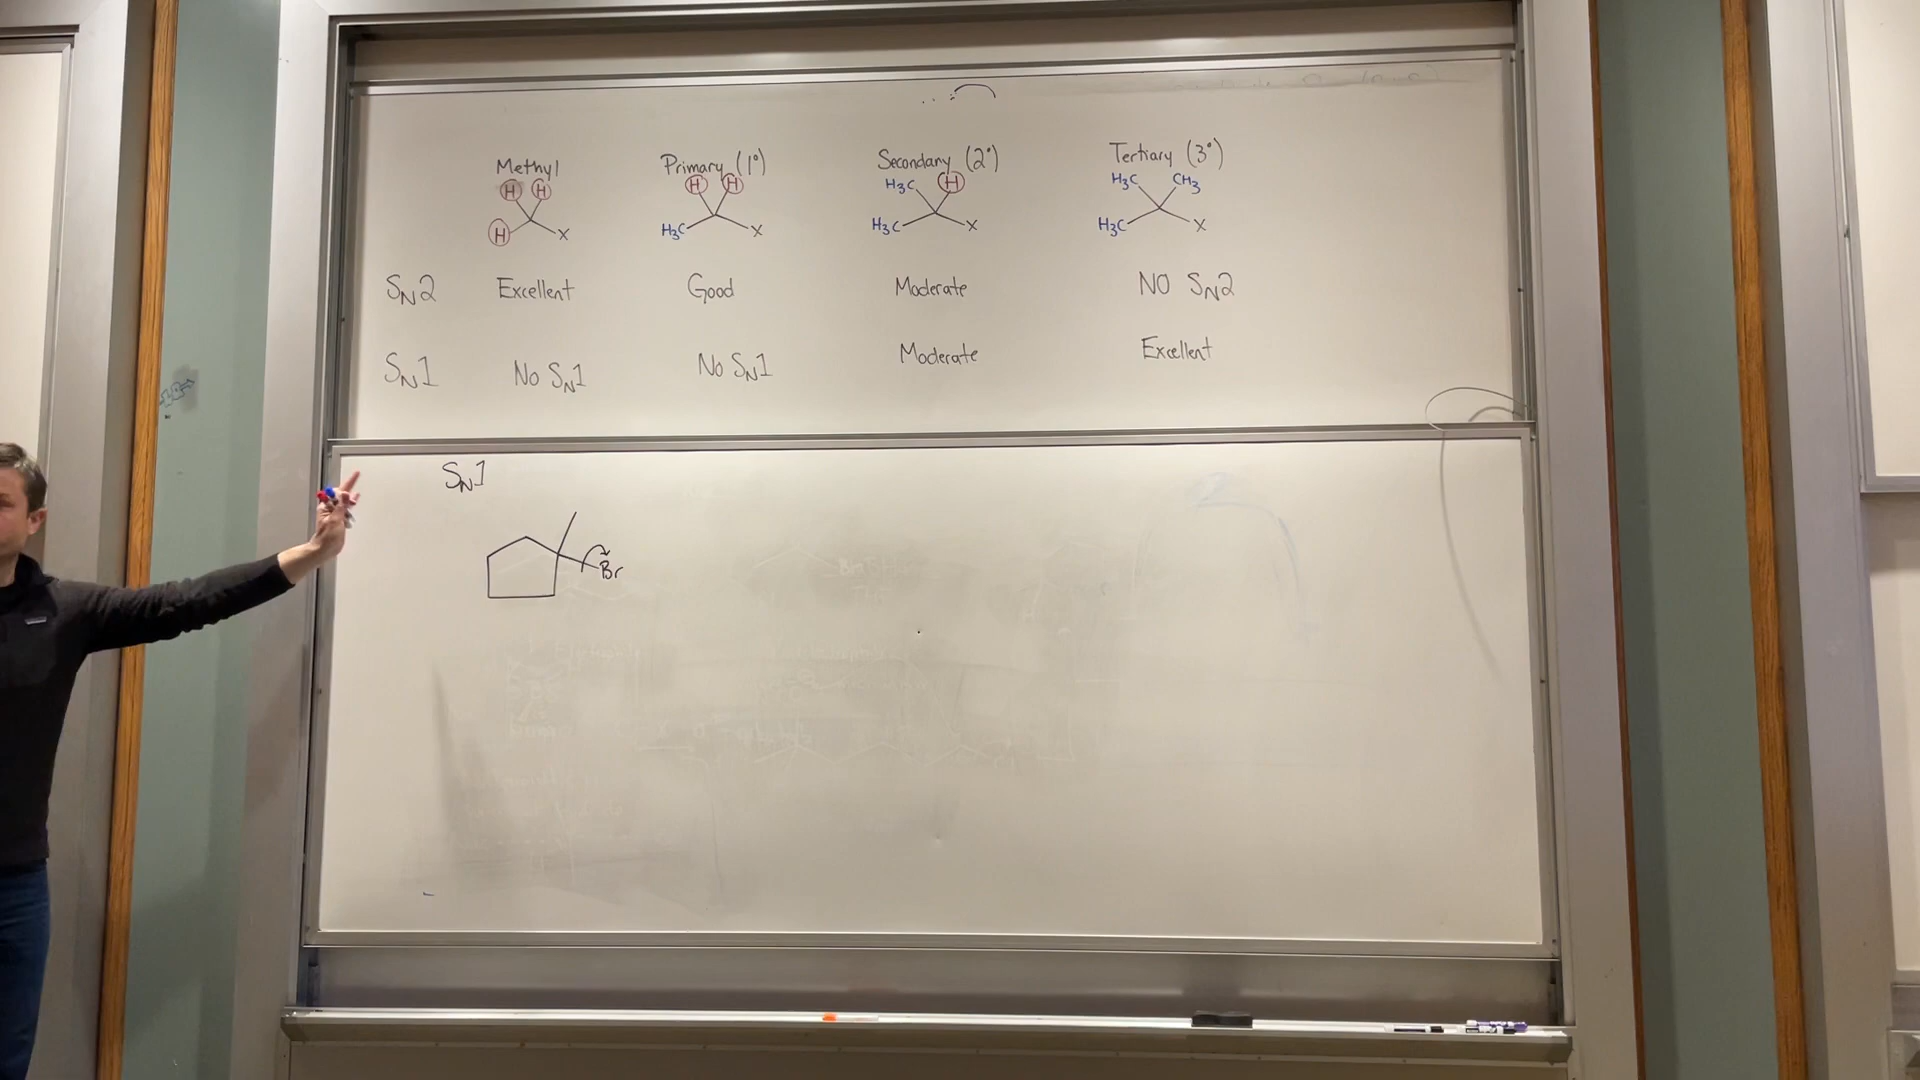 Methyl Primary (1°) Secondary (2°) Tertiary (3°)
H H H H H3C H H3C CH3
H X H3C X H3C X H3C X
SN2 Excellent Good Moderate NO SN2
SN1 No SN1 No SN1 Moderate Excellent
SN1
Br